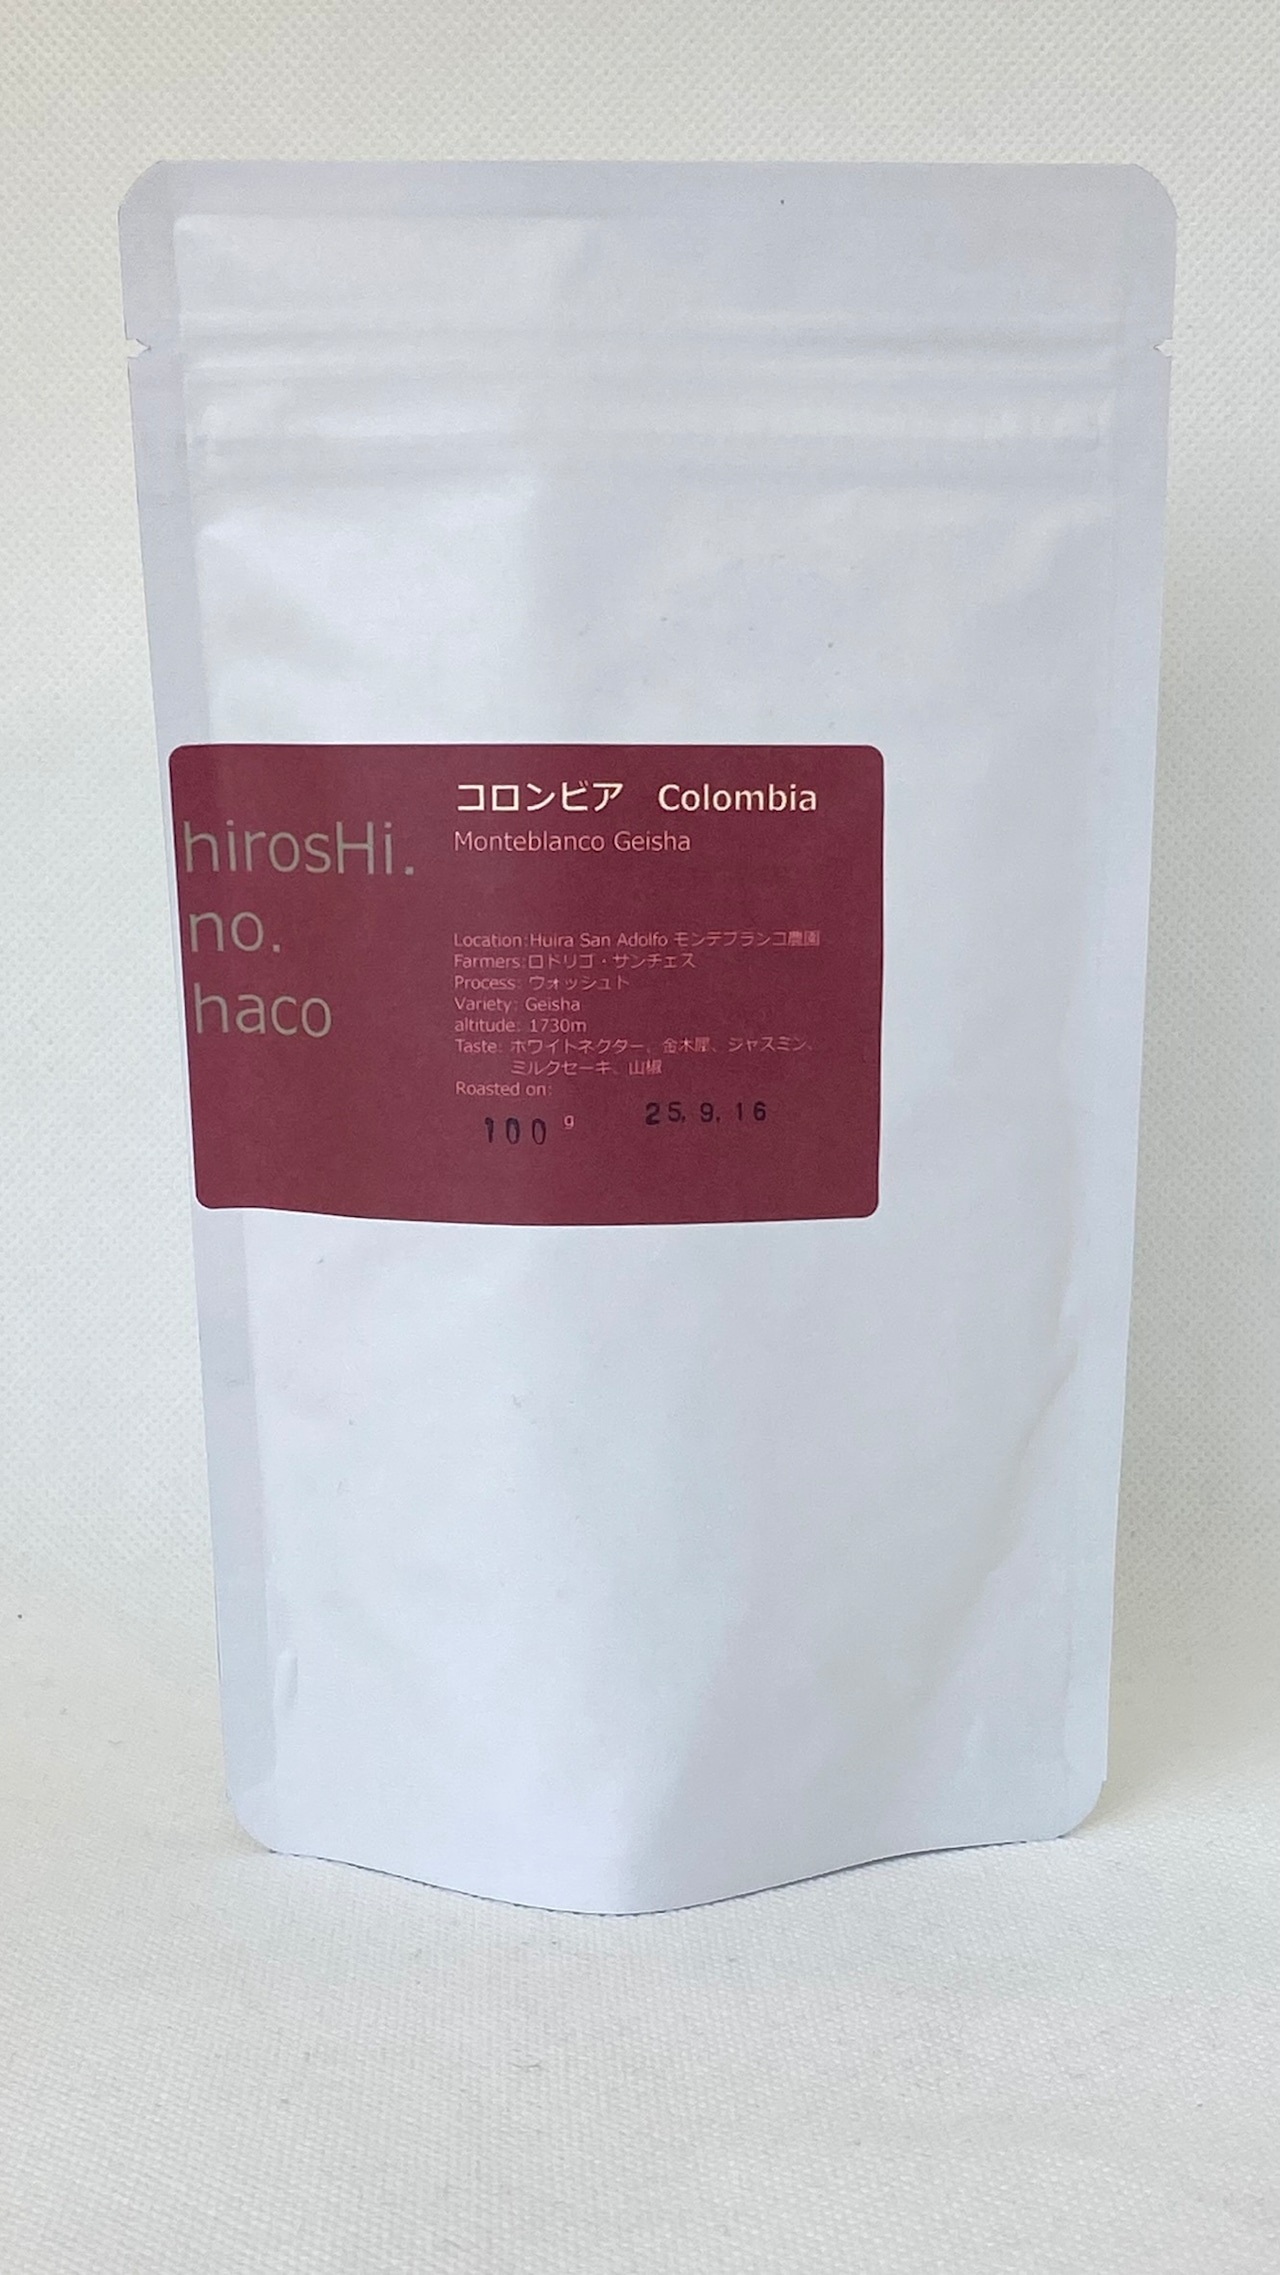 hirosHi.
no.
haco
コロンビア Colombia
Monteblanco Geisha
Location:Huira San Adolfo モンテブランコ農園
Farmers:ロドリゴ・サンチェス
Process: ウォッシュト
Variety: Geisha
altitude: 1730m
Taste: ホワイトネクター、金木犀、ジャスミン、
ミルクセーキ、山椒
Roasted on:
100 g 25. 9. 16